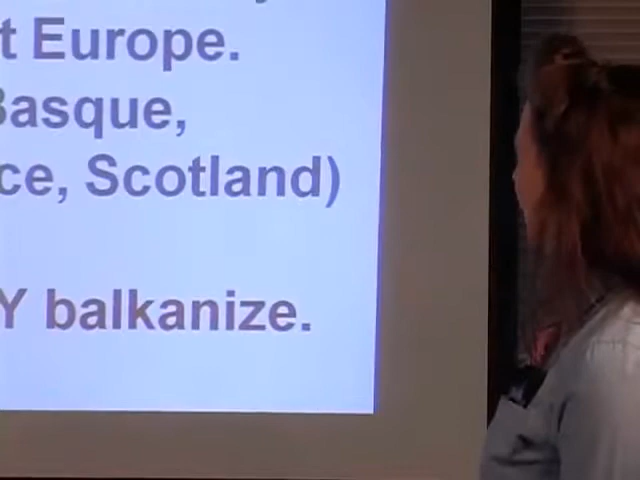 t Europe.
Basque,
ce, Scotland)
Y balkanize.